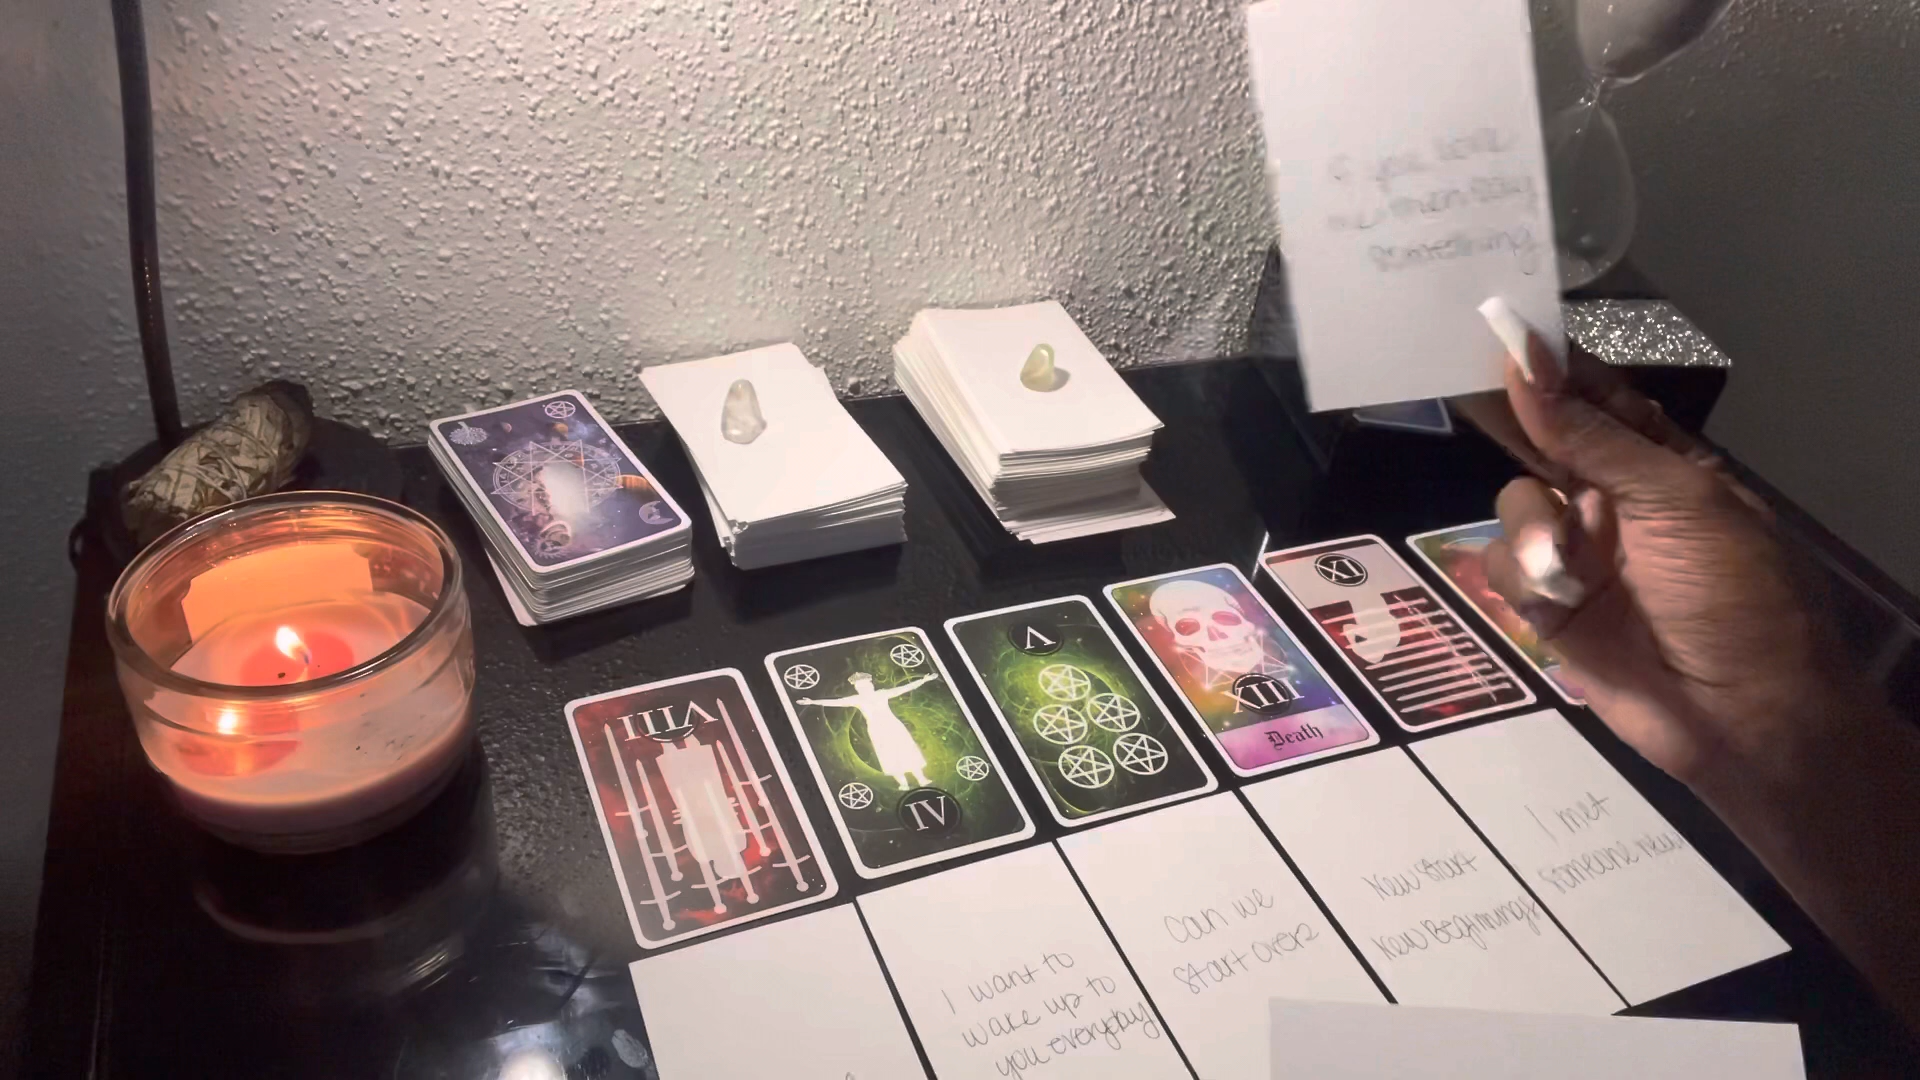 something
VIII
IV
V
XIII
Death
XI
I want to
wake up to
you everyday
Can we
start over?
New start
New Beginnings
I met
someone new